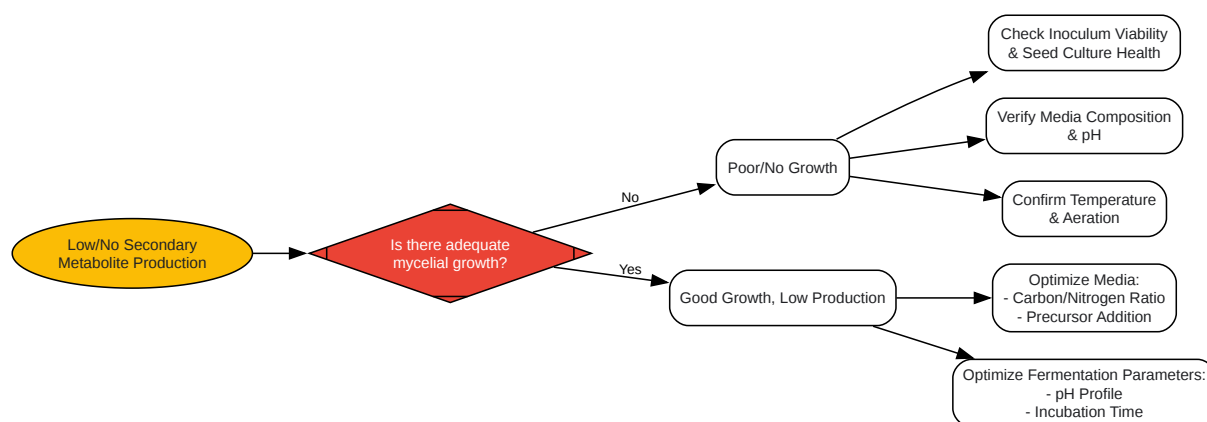 Low/No Secondary
Metabolite Production
Is there adequate
mycelial growth?
No
Yes
Poor/No Growth
Good Growth, Low Production
Check Inoculum Viability
& Seed Culture Health
Verify Media Composition
& pH
Confirm Temperature
& Aeration
Optimize Media:
- Carbon/Nitrogen Ratio
- Precursor Addition
Optimize Fermentation Parameters:
- pH Profile
- Incubation Time